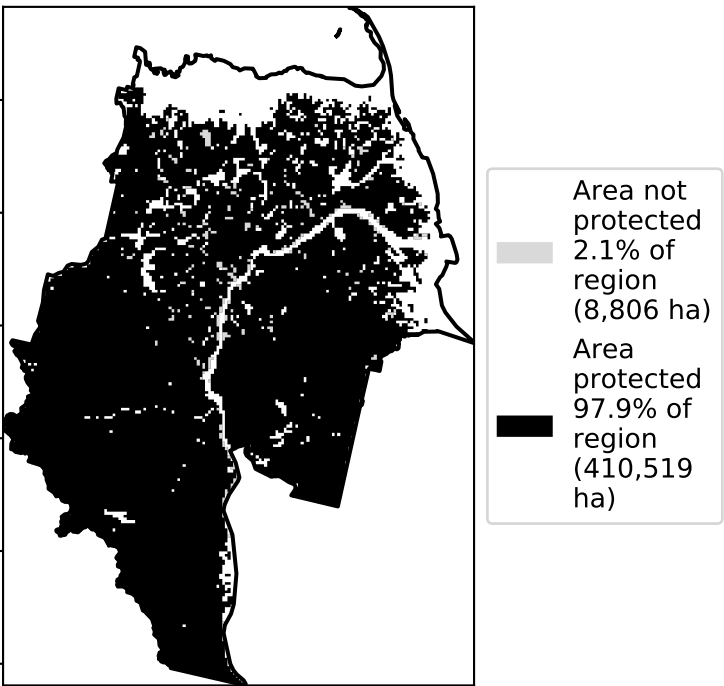 Area not
protected
2.1% of
region
(8,806 ha)
Area
protected
97.9% of
region
(410,519
ha)